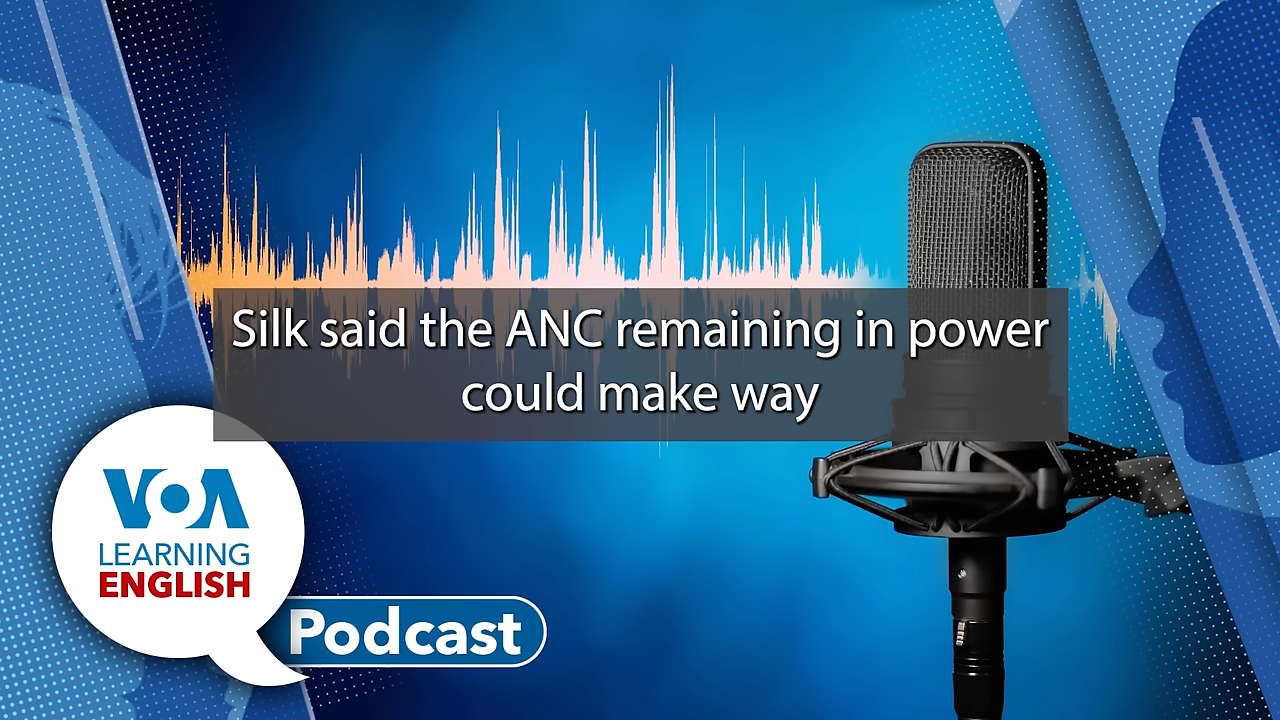 Silk said the ANC remaining in power
could make way
VOA
LEARNING
ENGLISH
Podcast